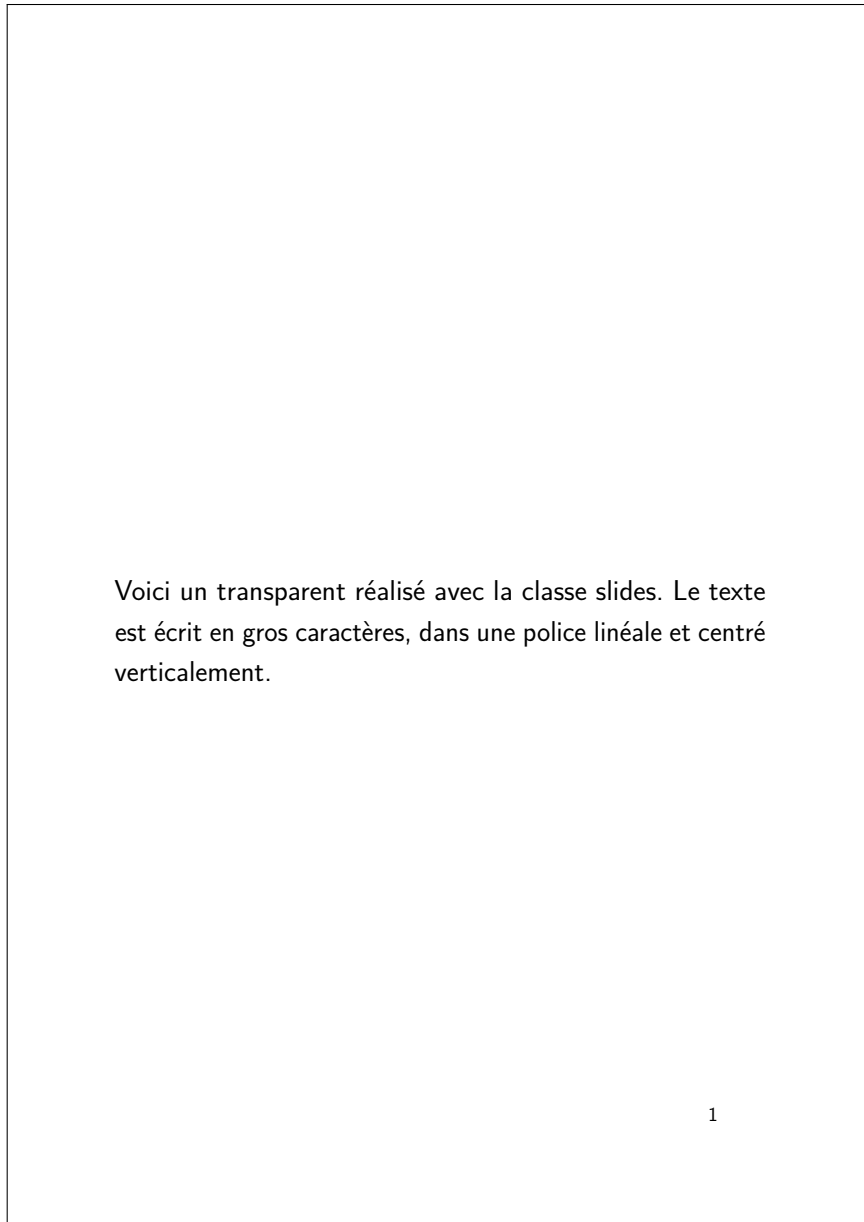 Voici un transparent réalisé avec la classe slides. Le texte
est écrit en gros caractères, dans une police linéale et centré
verticalement.
1